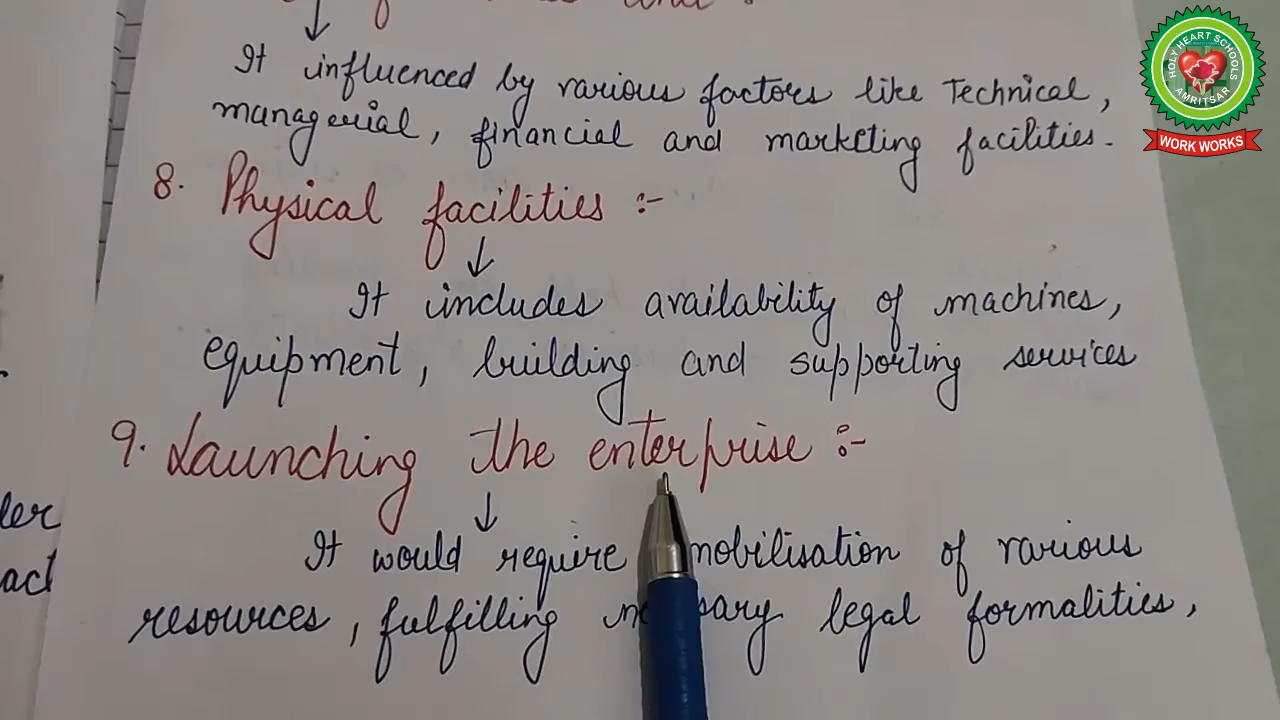 It influenced by various factors like Technical,
managerial, financial and marketing facilities.
8. Physical facilities :-
↓
It includes availability of machines,
equipment, building and supporting services
9. Launching the enterprise :-
↓
It would require mobilisation of various
resources, fulfilling legal formalities,
ler
act
HOLY HEART SCHOOLS
AMRITSAR
WORK WORKS